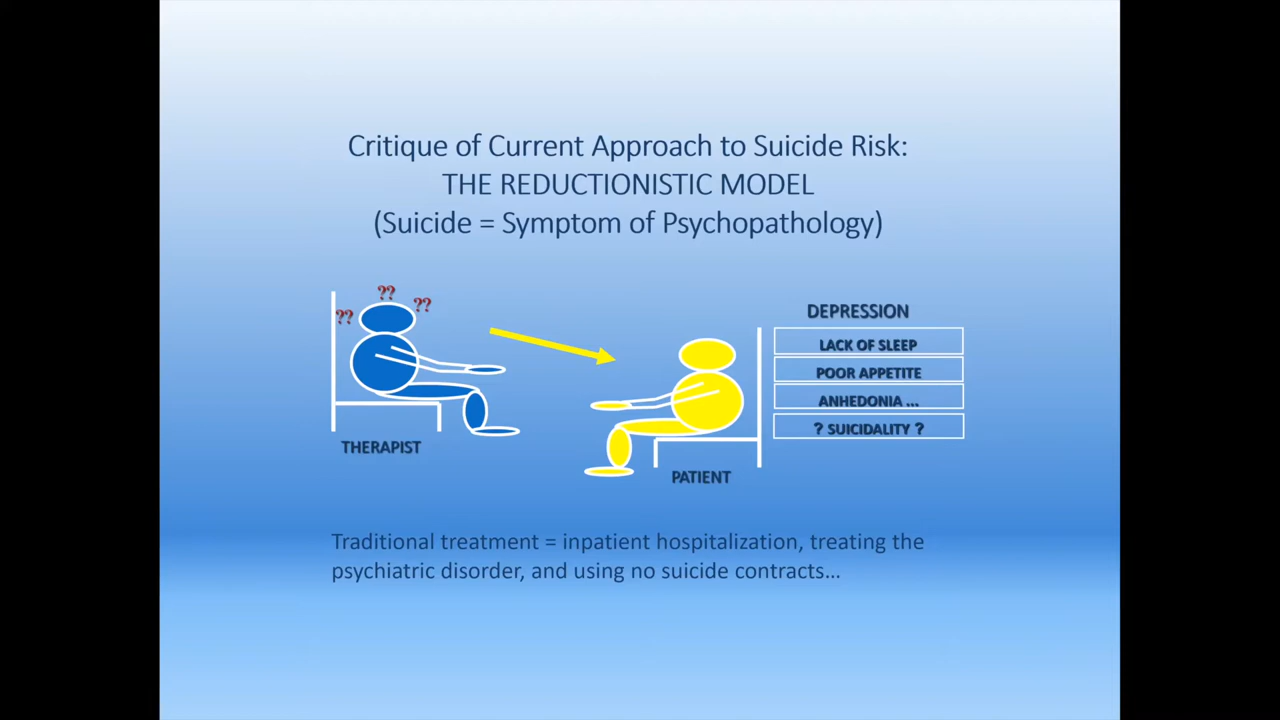 Critique of Current Approach to Suicide Risk:
THE REDUCTIONISTIC MODEL
(Suicide = Symptom of Psychopathology)
??
??
??
THERAPIST
PATIENT
DEPRESSION
LACK OF SLEEP
POOR APPETITE
ANHEDONIA ...
? SUICIDALITY ?
Traditional treatment = inpatient hospitalization, treating the
psychiatric disorder, and using no suicide contracts…